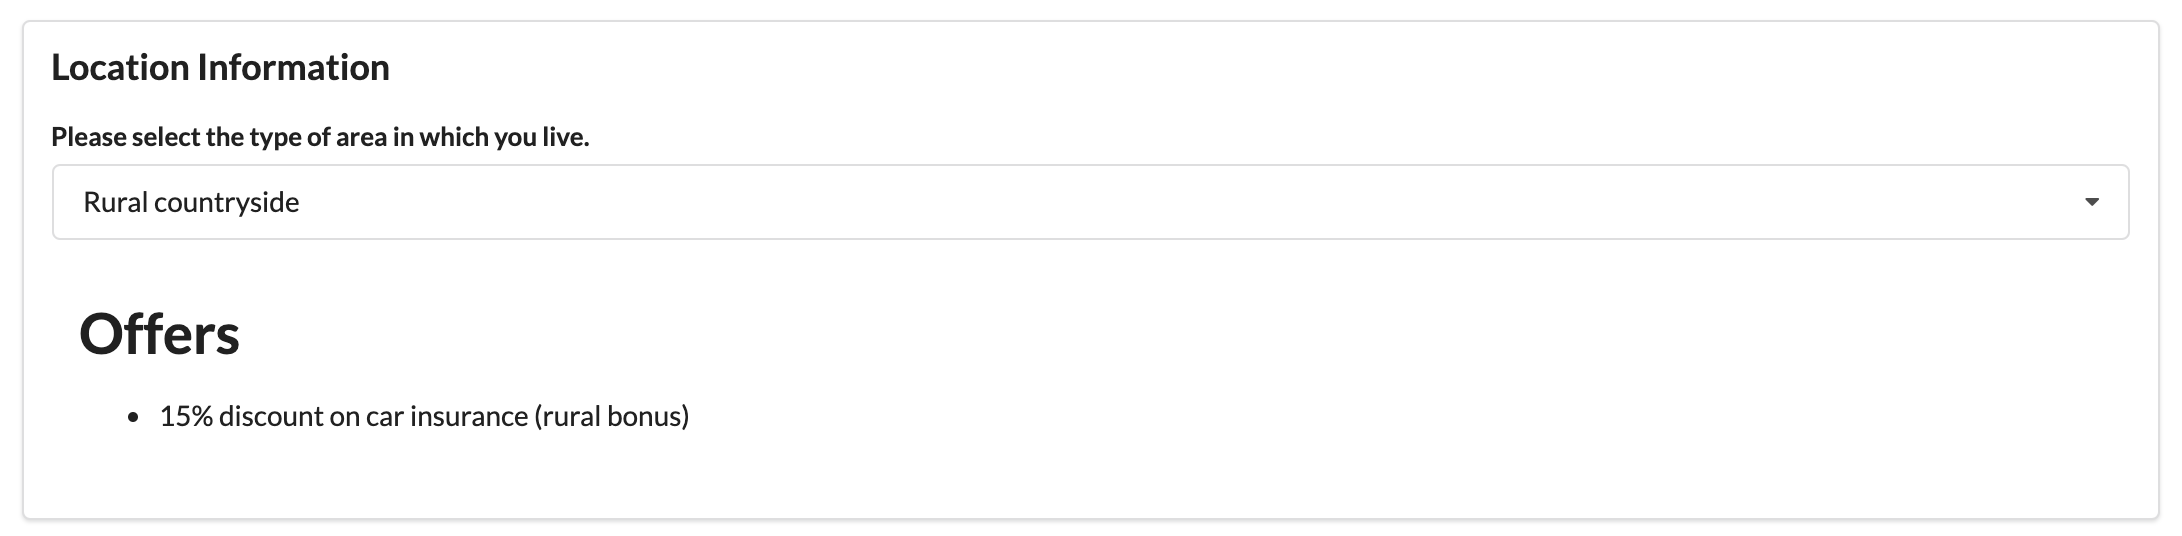 Location Information
Please select the type of area in which you live.
Rural countryside
Offers
15% discount on car insurance (rural bonus)